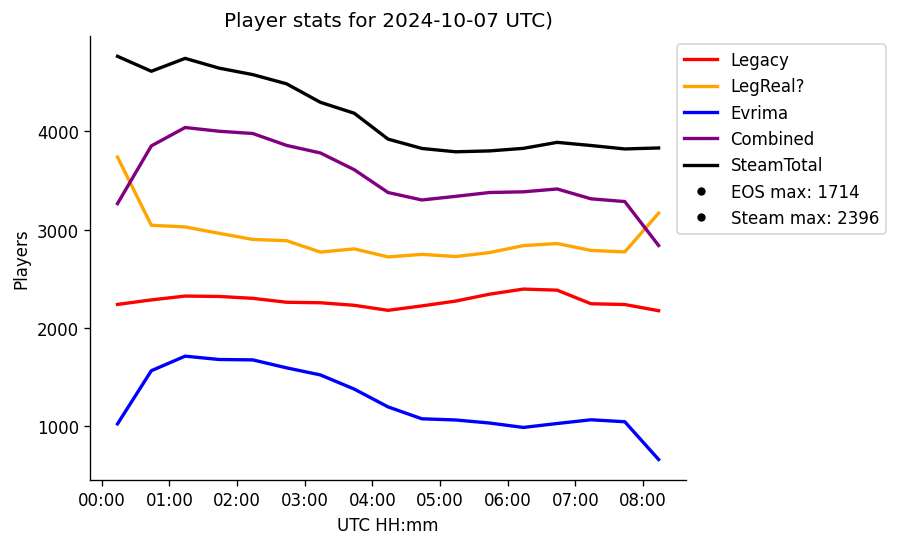 Player stats for 2024-10-07 UTC)
Legacy
LegReal?
Evrima
Combined
SteamTotal
EOS max: 1714
Steam max: 2396
Players
4000
3000
2000
1000
00:00 01:00 02:00 03:00 04:00 05:00 06:00 07:00 08:00
UTC HH:mm